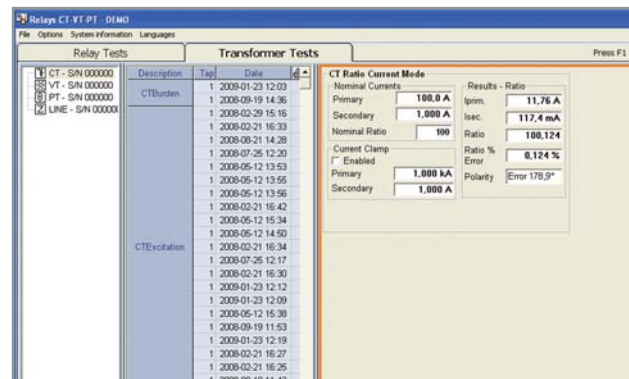 Relays CT-VT-PT - DEMO
File Options System information Languages
Relay Tests
Transformer Tests
Press F1
CT - S/N 000000
VT - S/N 000000
PT - S/N 000000
LINE - S/N 000000
Description Tap Date
CTBurden
1 2009-01-23 12:03
1 2008-09-19 14:36
1 2008-02-29 15:16
1 2008-02-21 16:33
1 2008-08-21 14:28
1 2008-07-25 12:20
1 2008-05-12 13:53
1 2008-05-12 13:55
1 2008-05-12 13:56
1 2008-02-21 16:42
1 2008-05-12 15:34
1 2008-05-12 14:50
CTExcitation
1 2008-02-21 16:34
1 2008-07-25 12:17
1 2008-02-21 16:30
1 2009-01-23 12:12
1 2009-01-23 12:09
1 2008-05-12 15:38
1 2008-09-19 11:53
1 2009-01-23 12:19
1 2008-02-21 16:27
1 2008-02-21 16:25
CT Ratio Current Mode
Nominal Currents
Primary 100,0 A
Secondary 1,000 A
Nominal Ratio 100
Current Clamp
Enabled
Primary 1,000 kA
Secondary 1,000 A
Results - Ratio
Iprim. 11,76 A
Isec. 117,4 mA
Ratio 100,124
Ratio % Error 0,124 %
Polarity Error 178,9°